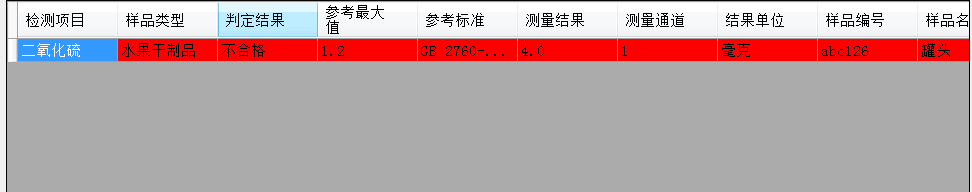 检测项目 样品类型 判定结果 参考最大值 参考标准 测量结果 测量通道 结果单位 样品编号 样品名
二氧化硫 水果干制品 不合格 1.2 GB 2760-... 4.0 1 毫克 abc126 罐头